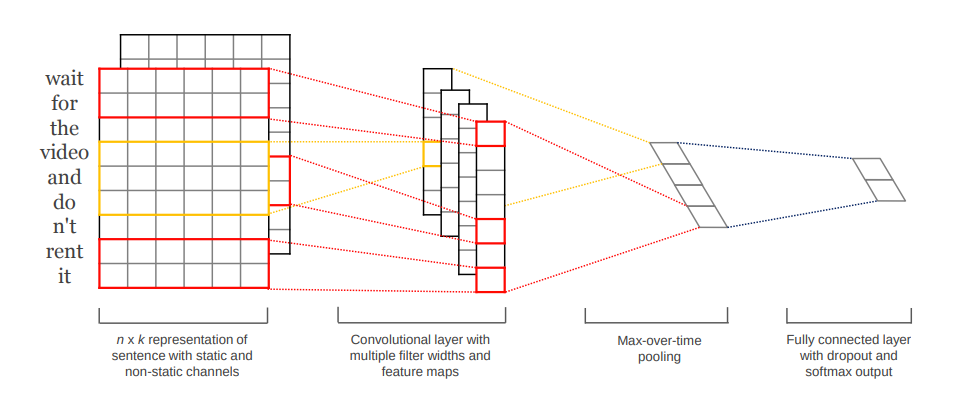 wait
for
the
video
and
do
n't
rent
it
n x k representation of
sentence with static and
non-static channels
Convolutional layer with
multiple filter widths and
feature maps
Max-over-time
pooling
Fully connected layer
with dropout and
softmax output